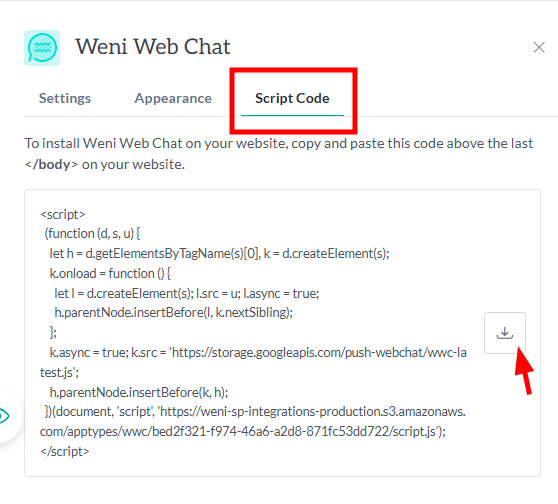 Weni Web Chat
Settings
Appearance
Script Code
To install Weni Web Chat on your website, copy and paste this code above the last
</body> on your website.
<script>
(function (d, s, u) {
let h = d.getElementsByTagName(s)[0], k = d.createElement(s);
k.onload = function () {
let l = d.createElement(s); l.src = u; l.async = true;
h.parentNode.insertBefore(l, k.nextSibling);
};
k.async = true; k.src = 'https://storage.googleapis.com/push-webchat/wwc-la
test.js';
h.parentNode.insertBefore(k, h);
})(document, 'script', 'https://weni-sp-integrations-production.s3.amazonaws.
com/apptypes/wwc/bed2f321-f974-46a6-a2d8-871fc53dd722/script.js');
</script>